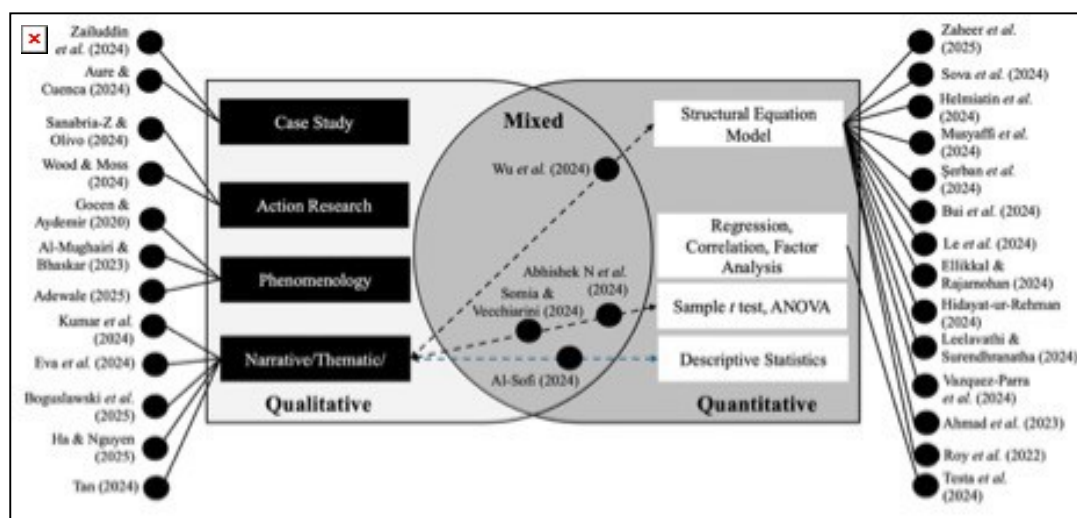 Zailuddin
et al. (2024)
Aure &
Cuenca (2024)
Sanabria-Z &
Olivo (2024)
Wood & Moss
(2024)
Gocen &
Aydemir (2020)
Al-Mughairi &
Bhaskar (2023)
Adewale (2025)
Kumar et al.
(2024)
Eva et al. (2024)
Boguslawski et al.
(2025)
Ha & Nguyen
(2025)
Tan (2024)
Case Study
Action Research
Phenomenology
Narrative/Thematic/
Qualitative
Mixed
Wu et al. (2024)
Abhishek N et al.
(2024)
Somia &
Vecchiarini (2024)
Al-Sofi (2024)
Structural Equation
Model
Regression,
Correlation, Factor
Analysis
Sample t test, ANOVA
Descriptive Statistics
Quantitative
Zaheer et al.
(2025)
Sova et al. (2024)
Helmiatin et al.
(2024)
Musyaffi et al.
(2024)
Şerban et al.
(2024)
Bui et al. (2024)
Le et al. (2024)
Ellikkal &
Rajamohan (2024)
Hidayat-ur-Rehman
(2024)
Leelavathi &
Surendhranatha (2024)
Vazquez-Parra
et al. (2024)
Ahmad et al. (2023)
Roy et al. (2022)
Testa et al.
(2024)